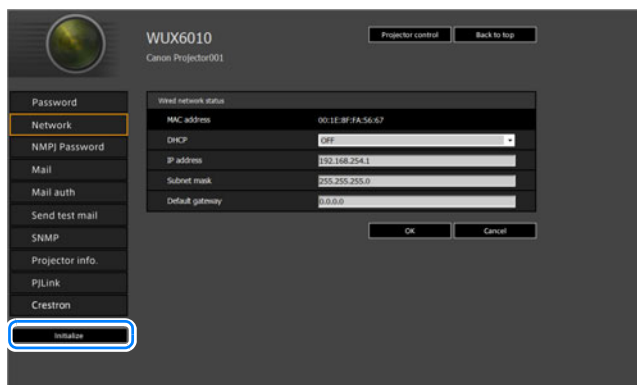 WUX6010
Canon Projector001
Projector control
Back to top
Password
Network
NMPJ Password
Mail
Mail auth
Send test mail
SNMP
Projector info.
PJLink
Crestron
Initialize
Wired network status
MAC address 00:1E:8F:FA:56:67
DHCP OFF
IP address 192.168.254.1
Subnet mask 255.255.255.0
Default gateway 0.0.0.0
OK Cancel